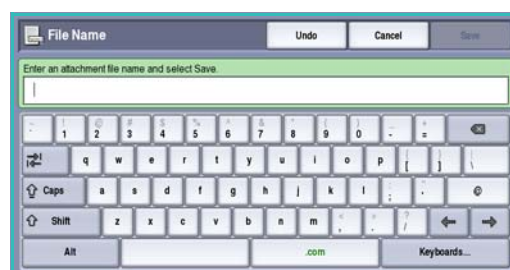 File Name Undo Cancel Save
Enter an attachment file name and select Save.
~ ` ! 1 @ 2 # 3 $ 4 % 5 ^ 6 & 7 * 8 ( 9 ) 0 _ - + =
q w e r t y u i o p { [ } ] | \
Caps a s d f g h j k l : ; " ' @
Shift z x c v b n m < , > . ? /
Alt .com Keyboards...